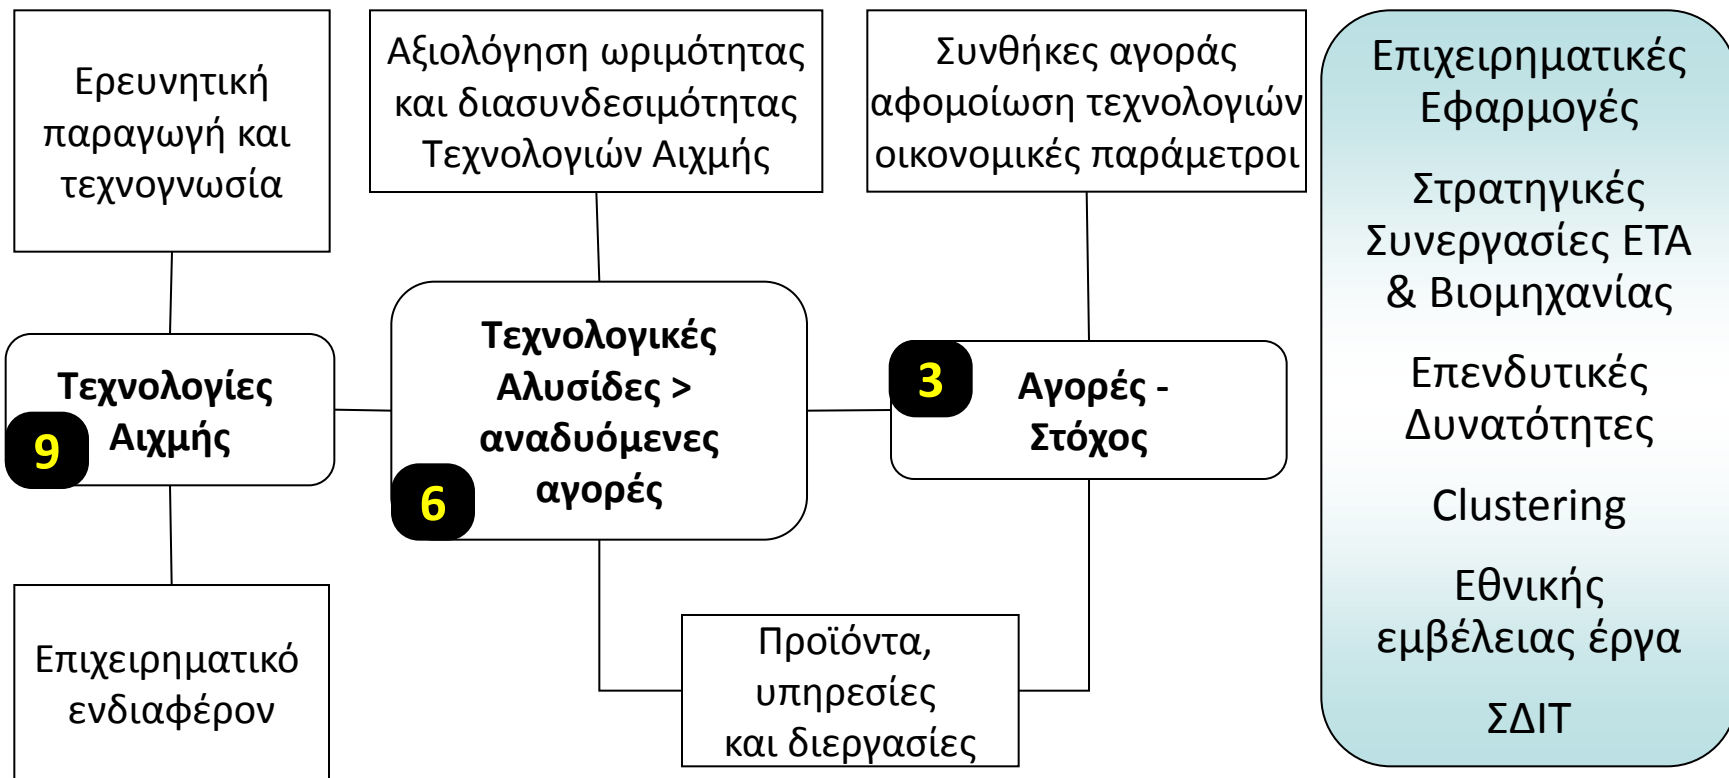 Ερευνητική
παραγωγή και
τεχνογνωσία
Αξιολόγηση ωριμότητας
και διασυνδεσιμότητας
Τεχνολογιών Αιχμής
Συνθήκες αγοράς
αφομοίωση τεχνολογιών
οικονομικές παράμετροι
Τεχνολογίες
Αιχμής
9
Τεχνολογικές
Αλυσίδες >
αναδυόμενες
αγορές
6
3
Αγορές -
Στόχος
Επιχειρηματικό
ενδιαφέρον
Προϊόντα,
υπηρεσίες
και διεργασίες
Επιχειρηματικές
Εφαρμογές
Στρατηγικές
Συνεργασίες ΕΤΑ
& Βιομηχανίας
Επενδυτικές
Δυνατότητες
Clustering
Εθνικής
εμβέλειας έργα
ΣΔΙΤ